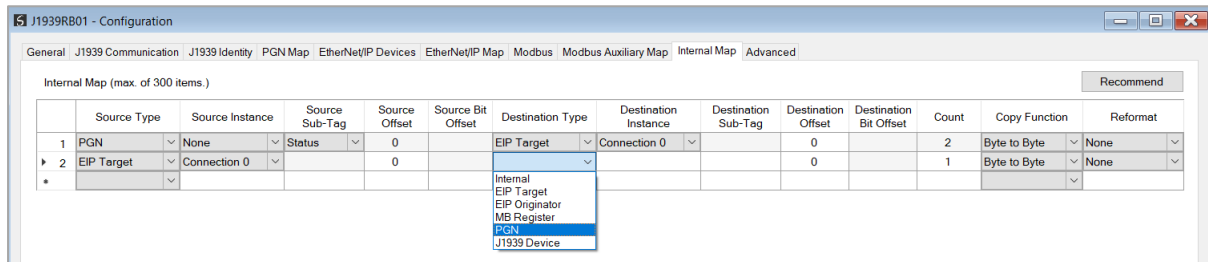 J1939RB01 - Configuration
General J1939 Communication J1939 Identity PGN Map EtherNet/IP Devices EtherNet/IP Map Modbus Modbus Auxiliary Map Internal Map Advanced
Internal Map (max. of 300 items.) Recommend
Source Type Source Instance Source Sub-Tag Source Offset Source Bit Offset Destination Type Destination Instance Destination Sub-Tag Destination Offset Destination Bit Offset Count Copy Function Reformat
1 PGN None Status 0 EIP Target Connection 0 0 2 Byte to Byte None
2 EIP Target Connection 0 0 0 1 Byte to Byte None
*
Internal
EIP Target
EIP Originator
MB Register
PGN
J1939 Device